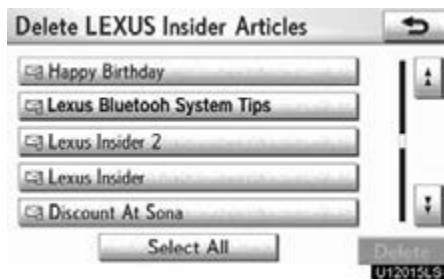 Delete LEXUS Insider Articles
Happy Birthday
Lexus Bluetooh System Tips
Lexus Insider 2
Lexus Insider
Discount At Sona
Select All
Delete
U12015LS